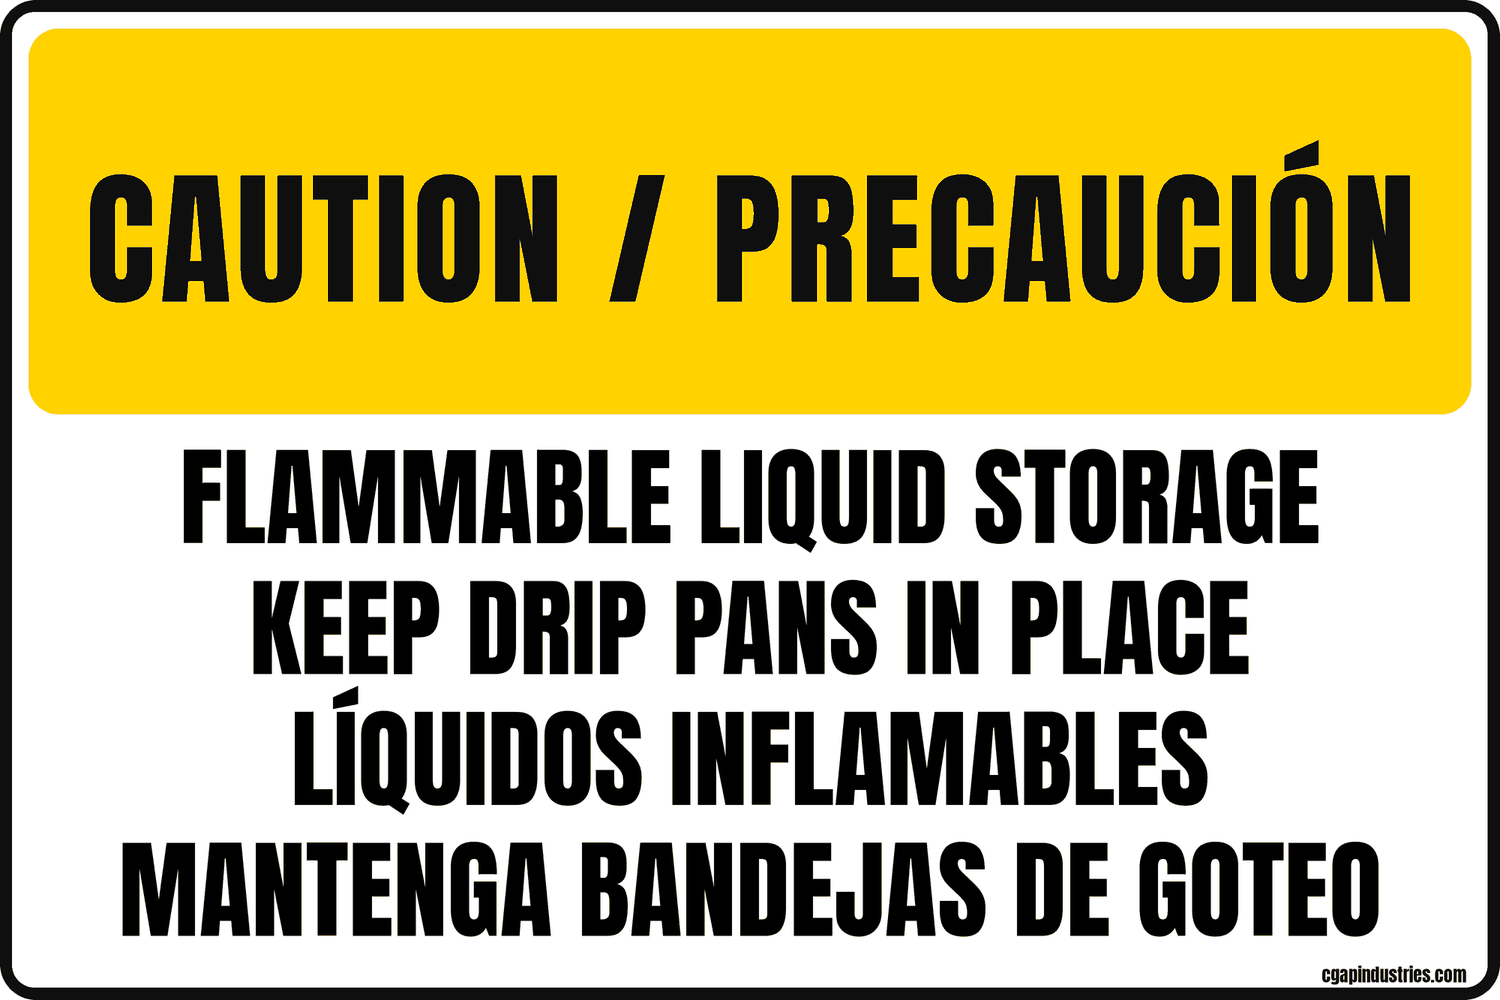 CAUTION / PRECAUCIÓN
FLAMMABLE LIQUID STORAGE
KEEP DRIP PANS IN PLACE
LÍQUIDOS INFLAMABLES
MANTENGA BANDEJAS DE GOTEO
cgapindustries.com